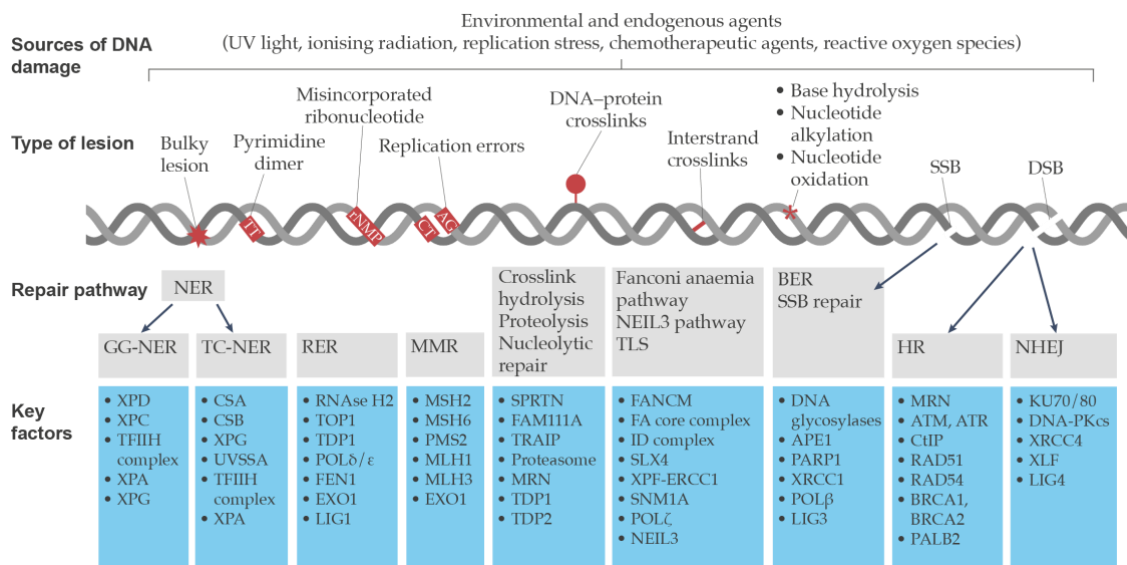 Environmental and endogenous agents
(UV light, ionising radiation, replication stress, chemotherapeutic agents, reactive oxygen species)
Sources of DNA
damage
Type of lesion
Bulky
lesion
Pyrimidine
dimer
Misincorporated
ribonucleotide
Replication errors
DNA–protein
crosslinks
Interstrand
crosslinks
• Base hydrolysis
• Nucleotide
alkylation
• Nucleotide
oxidation
SSB
DSB
TT
rNMP
CT
AG
Repair pathway
NER
GG-NER
TC-NER
RER
MMR
Crosslink
hydrolysis
Proteolysis
Nucleolytic
repair
Fanconi anaemia
pathway
NEIL3 pathway
TLS
BER
SSB repair
HR
NHEJ
Key
factors
• XPD
• XPC
• TFIIH
complex
• XPA
• XPG
• CSA
• CSB
• XPG
• UVSSA
• TFIIH
complex
• XPA
• RNAse H2
• TOP1
• TDP1
• POLδ/ε
• FEN1
• EXO1
• LIG1
• MSH2
• MSH6
• PMS2
• MLH1
• MLH3
• EXO1
• SPRTN
• FAM111A
• TRAIP
• Proteasome
• MRN
• TDP1
• TDP2
• FANCM
• FA core complex
• ID complex
• SLX4
• XPF-ERCC1
• SNM1A
• POLζ
• NEIL3
• DNA
glycosylases
• APE1
• PARP1
• XRCC1
• POLβ
• LIG3
• MRN
• ATM, ATR
• CtIP
• RAD51
• RAD54
• BRCA1,
BRCA2
• PALB2
• KU70/80
• DNA-PKcs
• XRCC4
• XLF
• LIG4